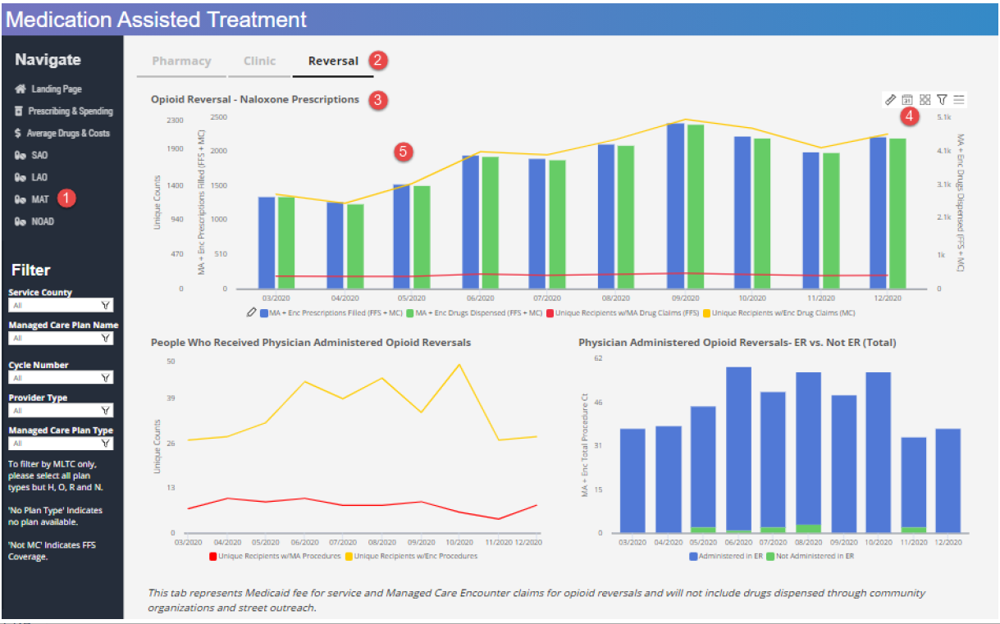 Medication Assisted Treatment
Navigate
Landing Page
Prescribing & Spending
$ Average Drugs & Costs
SAO
LAO
MAT 1
NOAD
Filter
Service County
All
Managed Care Plan Name
All
Cycle Number
All
Provider Type
All
Managed Care Plan Type
All
To filter by MLTC only,
please select all plan
types but H, O, R and N.
'No Plan Type' Indicates
no plan available.
'Not MC' Indicates FFS
Coverage.
Pharmacy Clinic Reversal 2
Opioid Reversal - Naloxone Prescriptions 3
31
4
5
Unique Counts
2300
1900
1400
940
470
0
MA + Enc Prescriptions Filled (FFS + MC)
2500
2000
1500
1000
510
0
5.1k
4.1k
3.1k
2.1k
1k
0
MA + Enc Drugs Dispensed (FFS + MC)
03/2020 04/2020 05/2020 06/2020 07/2020 08/2020 09/2020 10/2020 11/2020 12/2020
MA + Enc Prescriptions Filled (FFS + MC) MA + Enc Drugs Dispensed (FFS + MC) Unique Recipients w/MA Drug Claims (FFS) Unique Recipients w/Enc Drug Claims (MC)
People Who Received Physician Administered Opioid Reversals
Unique Counts
50
39
26
13
0
03/2020 04/2020 05/2020 06/2020 07/2020 08/2020 09/2020 10/2020 11/2020 12/2020
Unique Recipients w/MA Procedures Unique Recipients w/Enc Procedures
Physician Administered Opioid Reversals- ER vs. Not ER (Total)
MA + Enc Total Procedure Ct
62
46
31
15
0
03/2020 04/2020 05/2020 06/2020 07/2020 08/2020 09/2020 10/2020 11/2020 12/2020
Administered in ER Not Administered in ER
This tab represents Medicaid fee for service and Managed Care Encounter claims for opioid reversals and will not include drugs dispensed through community
organizations and street outreach.